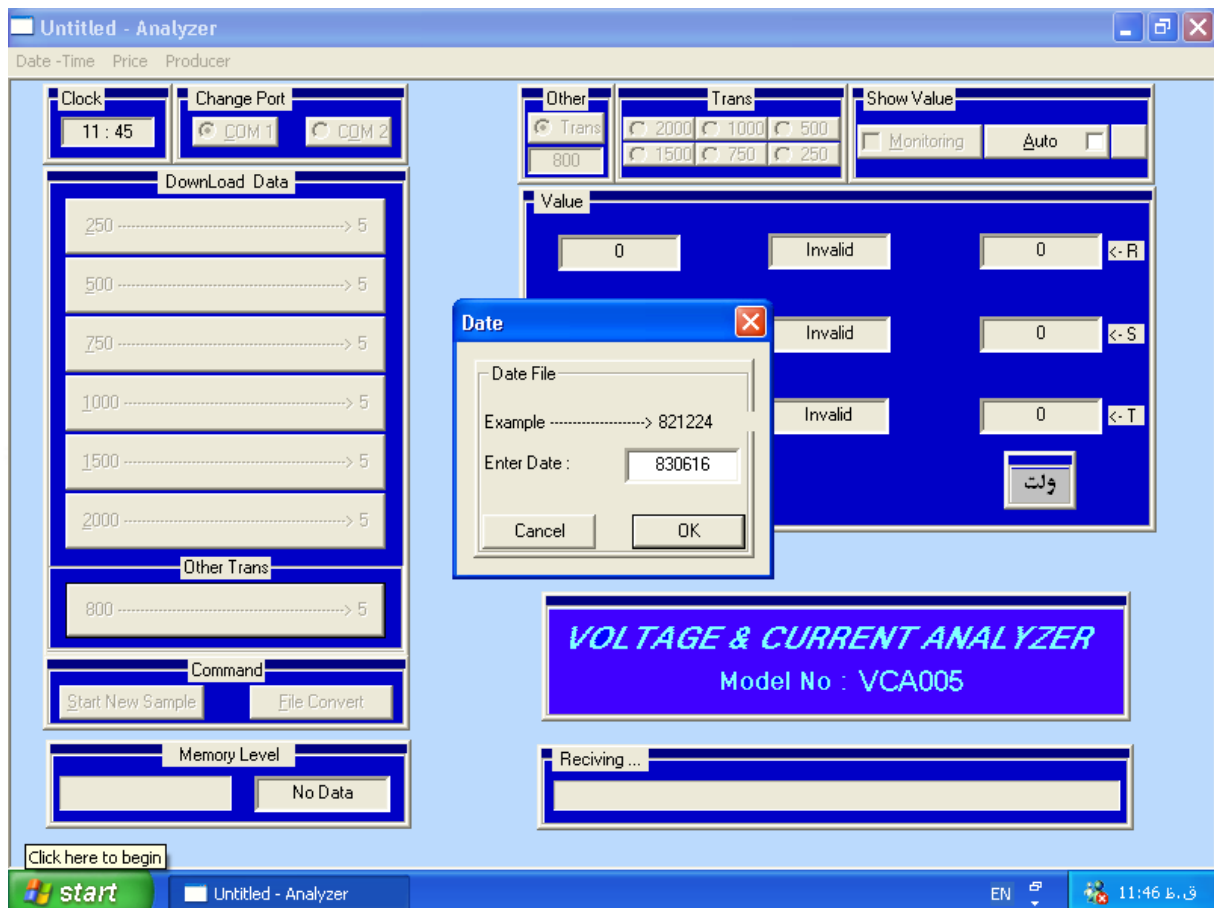 Untitled - Analyzer
Date -Time Price Producer
Clock
11 : 45
Change Port
COM 1 COM 2
Other
Trans
800
Trans
2000 1000 500
1500 750 250
Show Value
Monitoring Auto
DownLoad Data
250 ---------------------------------------------> 5
500 ---------------------------------------------> 5
750 ---------------------------------------------> 5
1000 --------------------------------------------> 5
1500 --------------------------------------------> 5
2000 --------------------------------------------> 5
Other Trans
800 ---------------------------------------------> 5
Command
Start New Sample File Convert
Memory Level
No Data
Value
0 Invalid 0 <- R
Invalid 0 <- S
Invalid 0 <- T
ولت
Date
Date File
Example ---------------------> 821224
Enter Date : 830616
Cancel OK
VOLTAGE & CURRENT ANALYZER
Model No : VCA005
Reciving ...
Click here to begin
start Untitled - Analyzer EN 11:46 ق.ظ